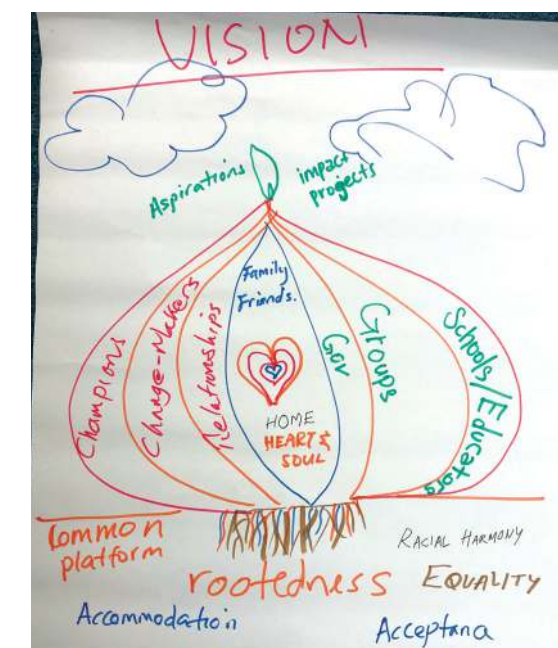 VISION
Aspirations
impact
projects
Champions
Change-Makers
Relationships
Family
Friends.
Gov
Groups
Schools/Educators
HOME
HEART &
SOUL
Common
platform
RACIAL HARMONY
rootedness
EQUALITY
Accommodation
Acceptana